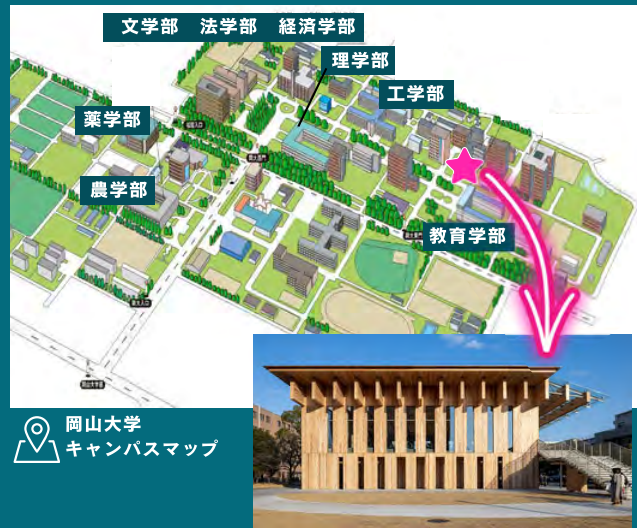 文学部 法学部 経済学部
理学部
工学部
薬学部
農学部
教育学部
岡山大学
キャンパスマップ